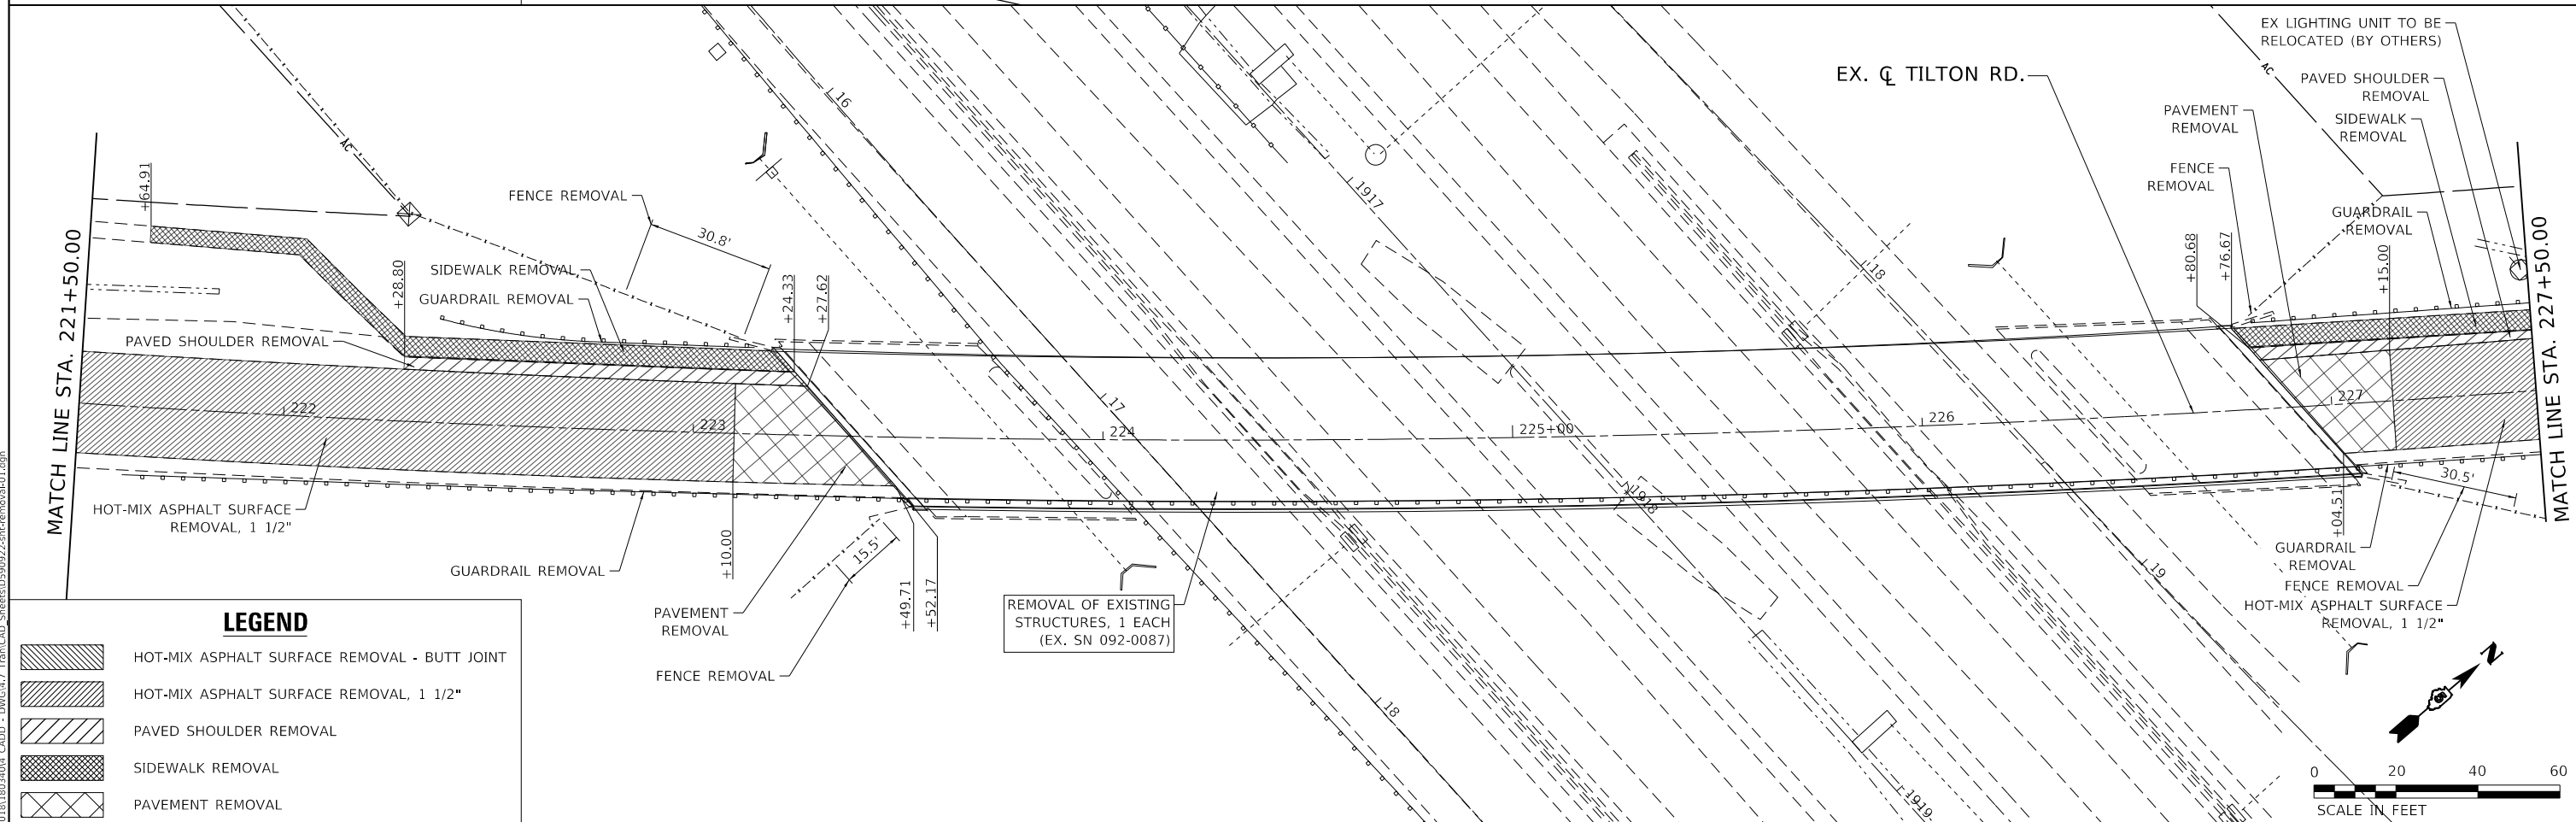 EX LIGHTING UNIT TO BE
RELOCATED (BY OTHERS)
EX. ℄ TILTON RD.
PAVED SHOULDER
REMOVAL
PAVEMENT
REMOVAL
SIDEWALK
REMOVAL
FENCE
REMOVAL
GUARDRAIL
REMOVAL
AC
AC
16
1917
18
+64.91
FENCE REMOVAL
30.8'
SIDEWALK REMOVAL
GUARDRAIL REMOVAL
+28.80
+24.33
+27.62
+80.68
+76.67
+15.00
PAVED SHOULDER REMOVAL
MATCH LINE STA. 221+50.00
MATCH LINE STA. 227+50.00
222
223
17
224
225+00
226
227
HOT-MIX ASPHALT SURFACE
REMOVAL, 1 1/2"
GUARDRAIL REMOVAL
+10.00
15.5'
+49.71
+52.17
1918
30.5'
+04.51
19
GUARDRAIL
REMOVAL
FENCE REMOVAL
HOT-MIX ASPHALT SURFACE
REMOVAL, 1 1/2"
PAVEMENT
REMOVAL
FENCE REMOVAL
REMOVAL OF EXISTING
STRUCTURES, 1 EACH
(EX. SN 092-0087)
18
1919
LEGEND
HOT-MIX ASPHALT SURFACE REMOVAL - BUTT JOINT
HOT-MIX ASPHALT SURFACE REMOVAL, 1 1/2"
PAVED SHOULDER REMOVAL
SIDEWALK REMOVAL
PAVEMENT REMOVAL
N
0 20 40 60
SCALE IN FEET